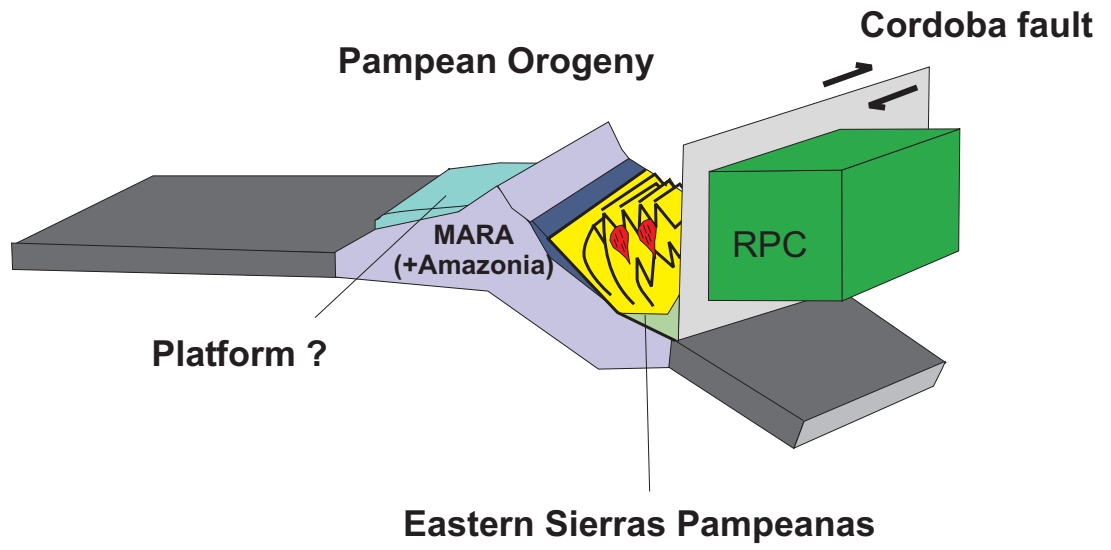 Cordoba fault
Pampean Orogeny
MARA
(+Amazonia)
RPC
Platform ?
Eastern Sierras Pampeanas